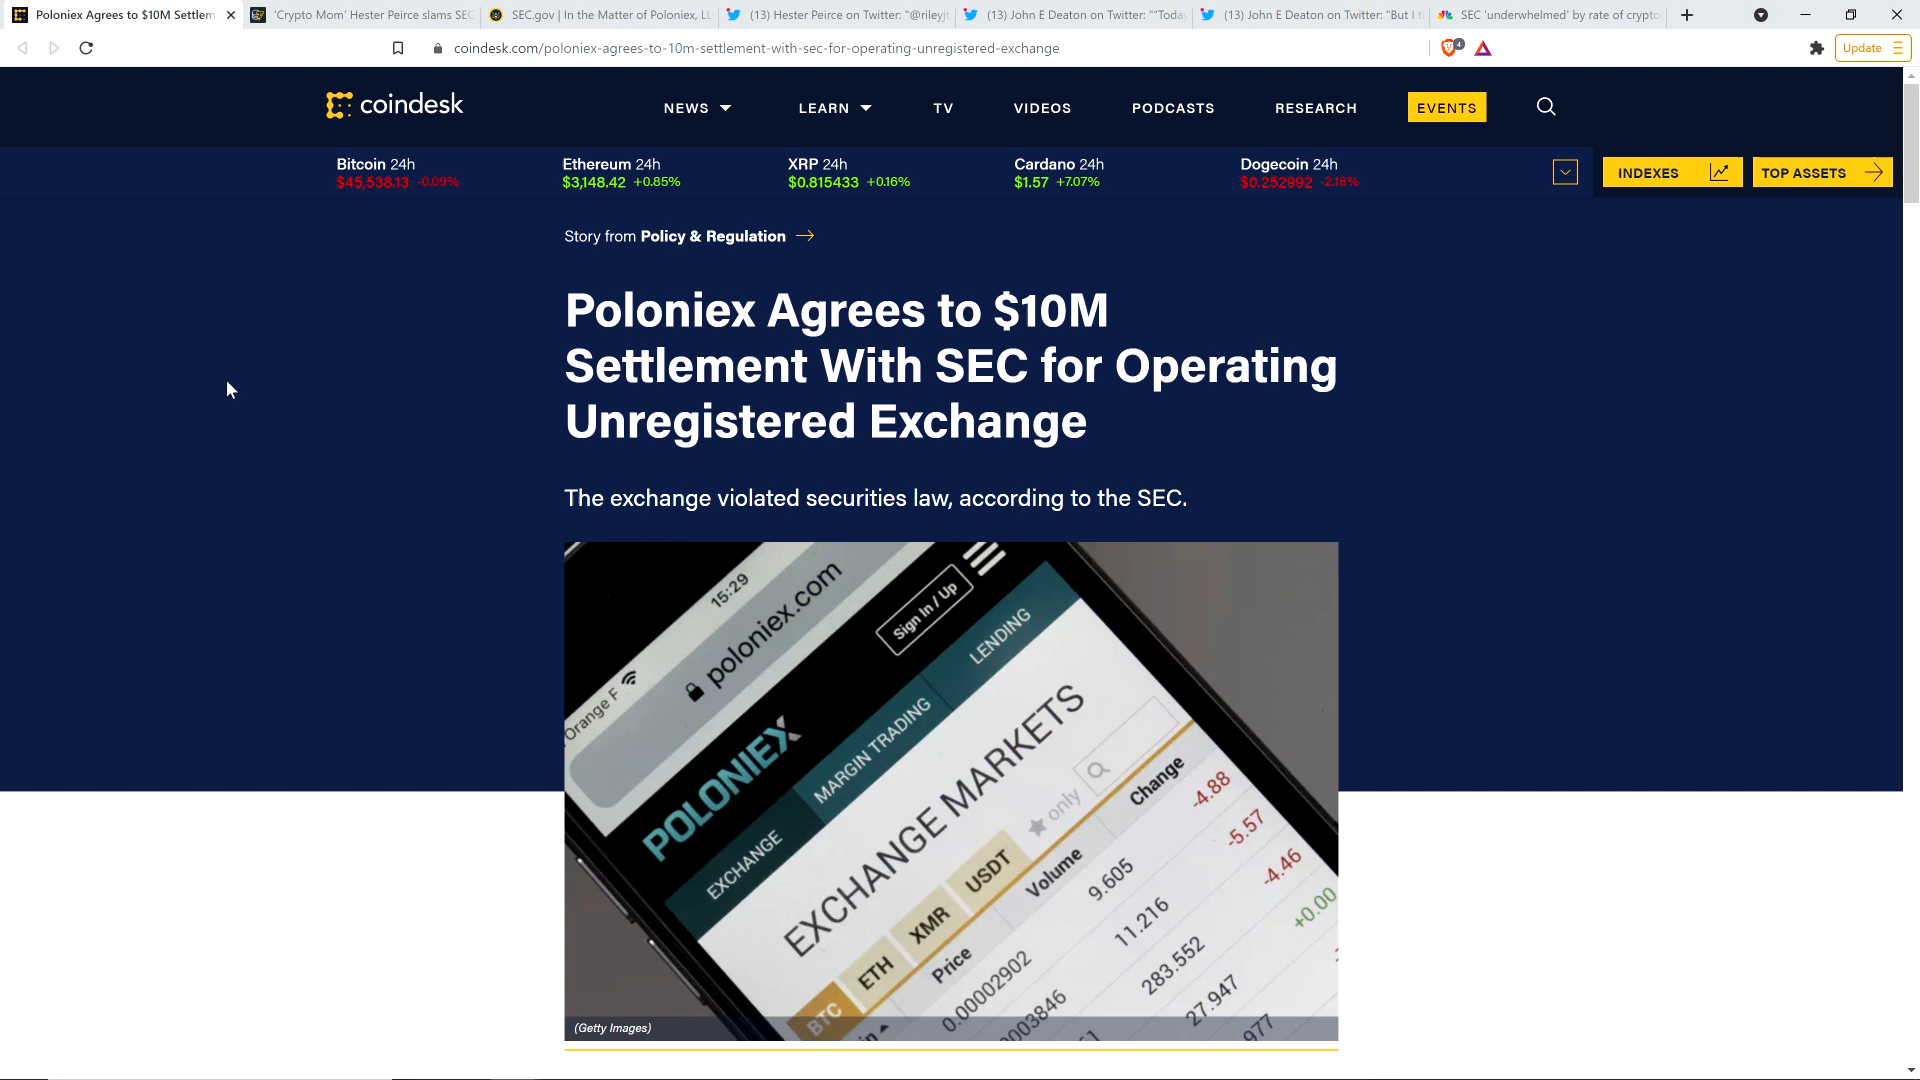 Poloniex Agrees to $10M Settlem
'Crypto Mom' Hester Peirce slams SEC
SEC.gov | In the Matter of Poloniex, LL
(13) Hester Peirce on Twitter: "@rileyj
(13) John E Deaton on Twitter: ""Today
(13) John E Deaton on Twitter: "But I t
SEC 'underwhelmed' by rate of crypto
coindesk.com/poloniex-agrees-to-10m-settlement-with-sec-for-operating-unregistered-exchange
4
Update
coindesk
NEWS
LEARN
TV
VIDEOS
PODCASTS
RESEARCH
EVENTS
Bitcoin 24h
$45,538.13 -0.09%
Ethereum 24h
$3,148.42 +0.85%
XRP 24h
$0.815433 +0.16%
Cardano 24h
$1.57 +7.07%
Dogecoin 24h
$0.252992 -2.16%
INDEXES
TOP ASSETS
Story from Policy & Regulation
Poloniex Agrees to $10M
Settlement With SEC for Operating
Unregistered Exchange
The exchange violated securities law, according to the SEC.
Orange F
15:29
poloniex.com
POLONIEX
Sign In / Up
EXCHANGE
MARGIN TRADING
LENDING
EXCHANGE MARKETS
only
BTC
ETH
XMR
USDT
Price
Volume
Change
0.00002902
9.605
-4.88
003846
11.216
-5.57
283.552
-4.46
27.947
+0.00
977
(Getty Images)